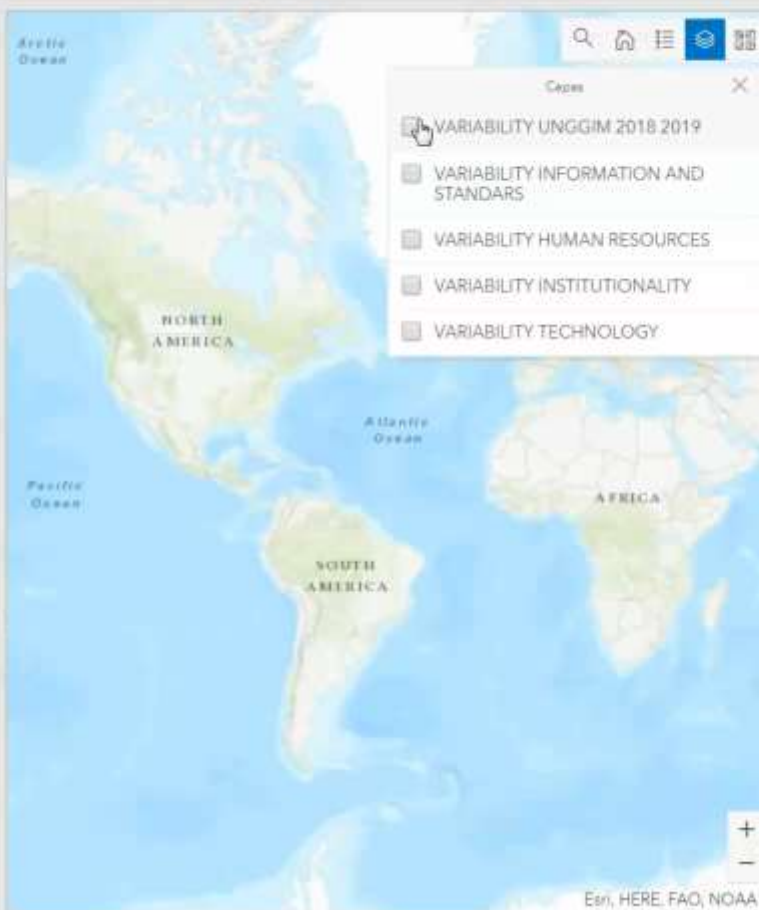 Arctic
Ocean
Capas
VARIABILITY UNGGIM 2018 2019
VARIABILITY INFORMATION AND
STANDARS
VARIABILITY HUMAN RESOURCES
VARIABILITY INSTITUTIONALITY
VARIABILITY TECHNOLOGY
NORTH
AMERICA
Atlantic
Ocean
Pacific
Ocean
AFRICA
SOUTH
AMERICA
+
−
Esri, HERE, FAO, NOAA